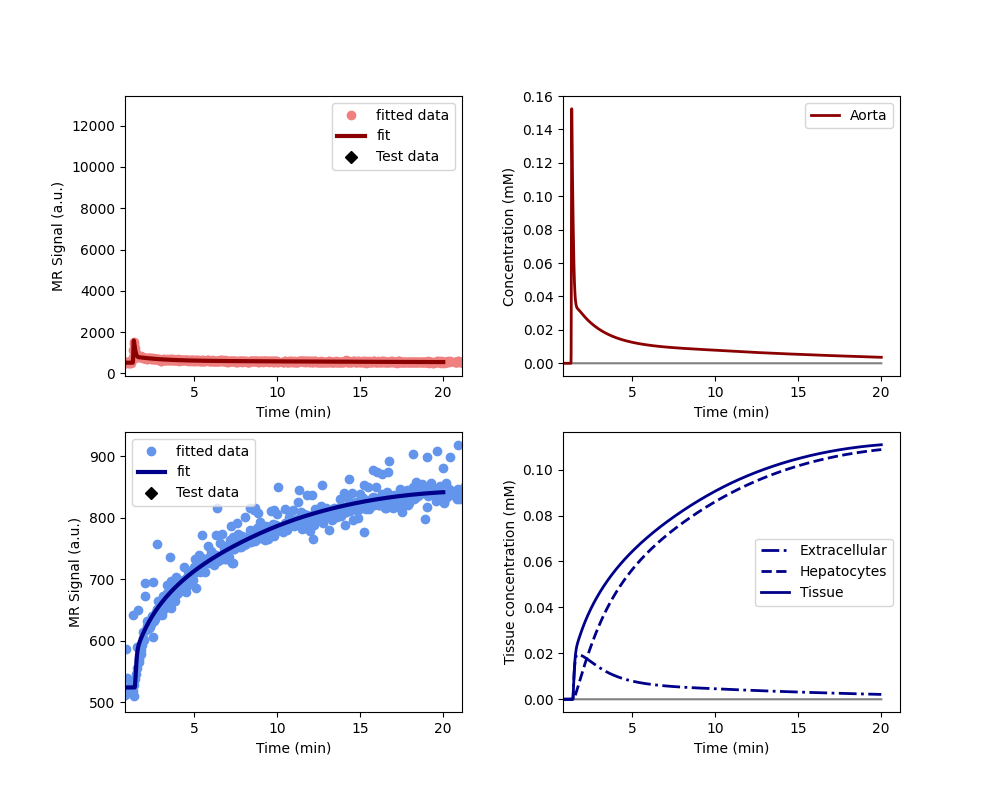 12000
10000
8000
6000
4000
2000
0
MR Signal (a.u.)
fitted data
fit
Test data
5
10
15
20
Time (min)
0.16
0.14
0.12
0.10
0.08
0.06
0.04
0.02
0.00
Concentration (mM)
Aorta
5
10
15
20
Time (min)
900
800
700
600
500
MR Signal (a.u.)
fitted data
fit
Test data
5
10
15
20
Time (min)
0.10
0.08
0.06
0.04
0.02
0.00
Tissue concentration (mM)
Extracellular
Hepatocytes
Tissue
5
10
15
20
Time (min)